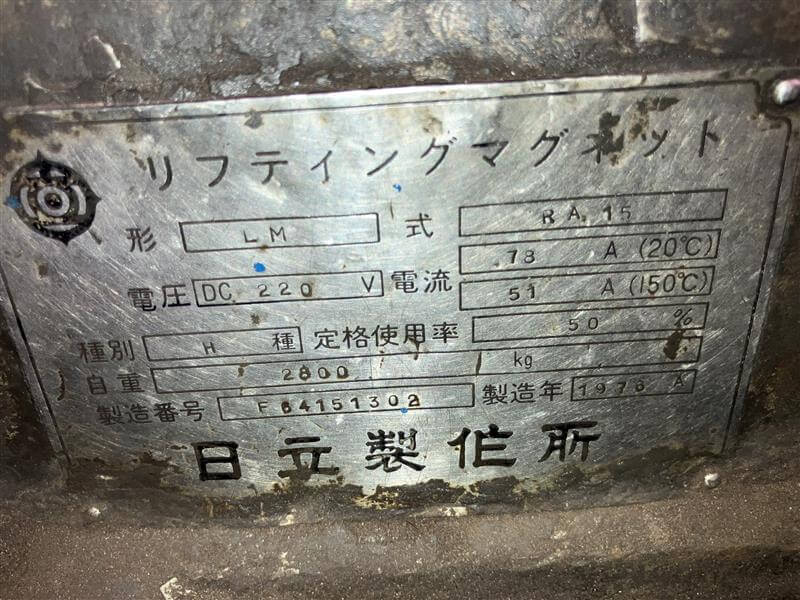 リフティングマグネット
形 LM 式 RA 15
電圧 DC 220 V 電流 78 A (20℃)
51 A (150℃)
種別 H 種 定格使用率 50 %
自重 2800 kg
製造番号 F84151302 製造年 1976 A
日立製作所